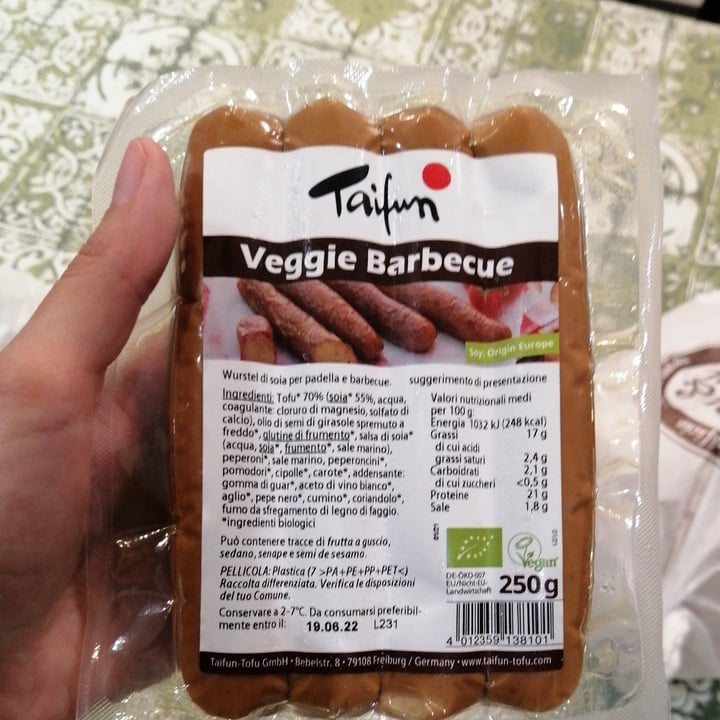 Taifun
Veggie Barbecue
Soy: Origin Europe
Wurstel di soia per padella e barbecue.
suggerimento di presentazione
Ingredienti: Tofu* 70% (soia* 55%, acqua,
coagulante: cloruro di magnesio, solfato di
calcio), olio di semi di girasole spremuto a
freddo*, glutine di frumento*, salsa di soia*
(acqua, soia*, frumento*, sale marino),
peperoni*, sale marino, peperoncini*,
pomodori*, cipolle*, carote*, addensante:
gomma di guar*, aceto di vino bianco*,
aglio*, pepe nero*, cumino*, coriandolo*,
fumo da sfregamento di legno di faggio.
*ingredienti biologici
Può contenere tracce di frutta a guscio,
sedano, senape e semi de sesamo.
PELLICOLA: Plastica (7 >PA+PE+PP+PET<)
Raccolta differenziata. Verifica le disposizioni
del tuo Comune.
Conservare a 2-7°C. Da consumarsi preferibil-
mente entro il: 19.06.22 L231
Valori nutrizionali medi
per 100 g:
Energia 1032 kJ (248 kcal)
Grassi 17 g
di cui acidi
grassi saturi 2,4 g
Carboidrati 2,1 g
di cui zuccheri <0,5 g
Proteine 21 g
Sale 1,8 g
Vegan
DE-ÖKO-007
EU/Nicht-EU-
Landwirtschaft
250 g
4 012359 138101
Taifun-Tofu GmbH • Bebelstr. 8 • 79108 Freiburg / Germany • www.taifun-tofu.com